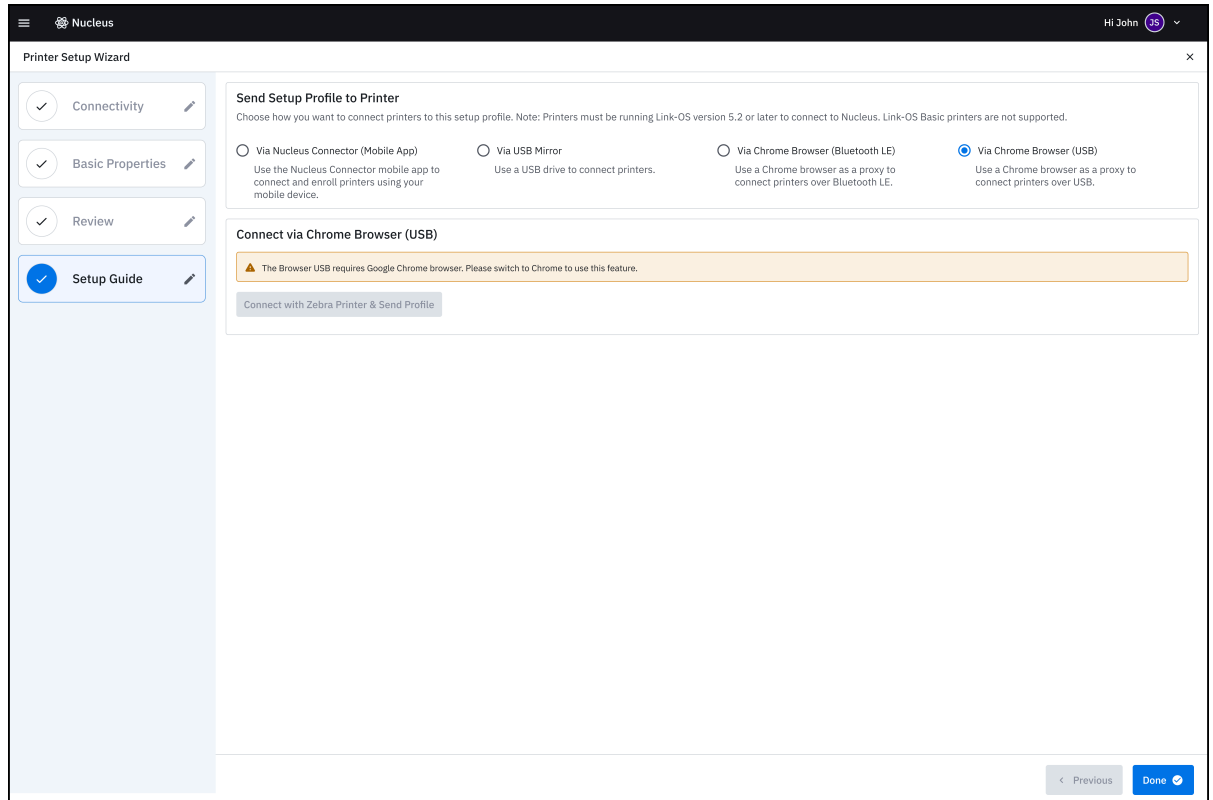 Nucleus
Hi John
JS
Printer Setup Wizard
Connectivity
Basic Properties
Review
Setup Guide
Send Setup Profile to Printer
Choose how you want to connect printers to this setup profile. Note: Printers must be running Link-OS version 5.2 or later to connect to Nucleus. Link-OS Basic printers are not supported.
Via Nucleus Connector (Mobile App)
Use the Nucleus Connector mobile app to
connect and enroll printers using your
mobile device.
Via USB Mirror
Use a USB drive to connect printers.
Via Chrome Browser (Bluetooth LE)
Use a Chrome browser as a proxy to
connect printers over Bluetooth LE.
Via Chrome Browser (USB)
Use a Chrome browser as a proxy to
connect printers over USB.
Connect via Chrome Browser (USB)
The Browser USB requires Google Chrome browser. Please switch to Chrome to use this feature.
Connect with Zebra Printer & Send Profile
Previous
Done